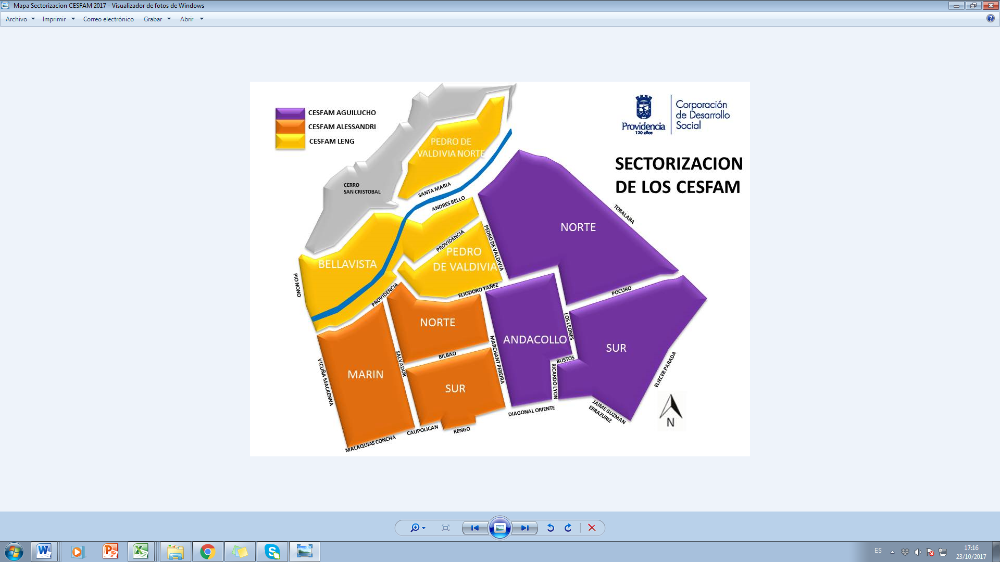 Mapa Sectorizacion CESFAM 2017 - Visualizador de fotos de Windows
Archivo Imprimir Correo electrónico Grabar Abrir
CESFAM AGUILUCHO
CESFAM ALESSANDRI
CESFAM LENG
Providencia
120 años
Corporación
de Desarrollo
Social
SECTORIZACION
DE LOS CESFAM
PEDRO DE
VALDIVIA NORTE
CERRO
SAN CRISTOBAL
SANTA MARIA
ANDRES BELLO
TOBALABA
NORTE
PROVIDENCIA
PEDRO DE VALDIVIA
PEDRO
DE VALDIVIA
BELLAVISTA
PIO NONO
PROVIDENCIA
ELIODORO YAÑEZ
POCURO
NORTE
LOS LEONES
ANDACOLLO
SUR
MARCHANT PEREIRA
BILBAO
SALVADOR
BUSTOS
RICARDO LYON
VICUÑA MACKENNA
MARIN
SUR
ELIECER PARADA
DIAGONAL ORIENTE
JAIME GUZMAN
ERRAZURIZ
N
CAUPOLICAN
RENGO
MALAQUIAS CONCHA
ES
17:16
23/10/2017